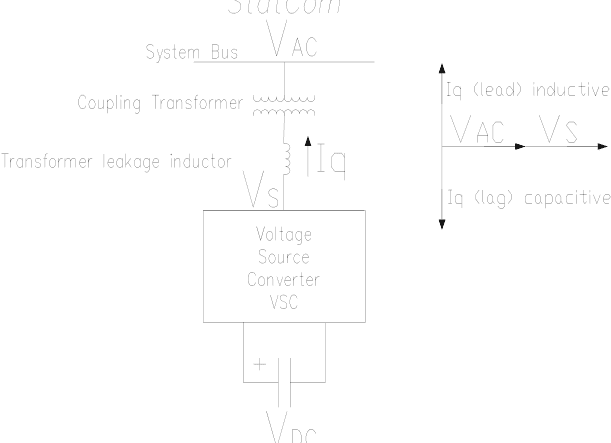 StatCom
VAC
System Bus
Coupling Transformer
Transformer leakage inductor
Iq
VS
Voltage
Source
Converter
VSC
+
VDC
Iq (lead) inductive
VAC VS
Iq (lag) capacitive